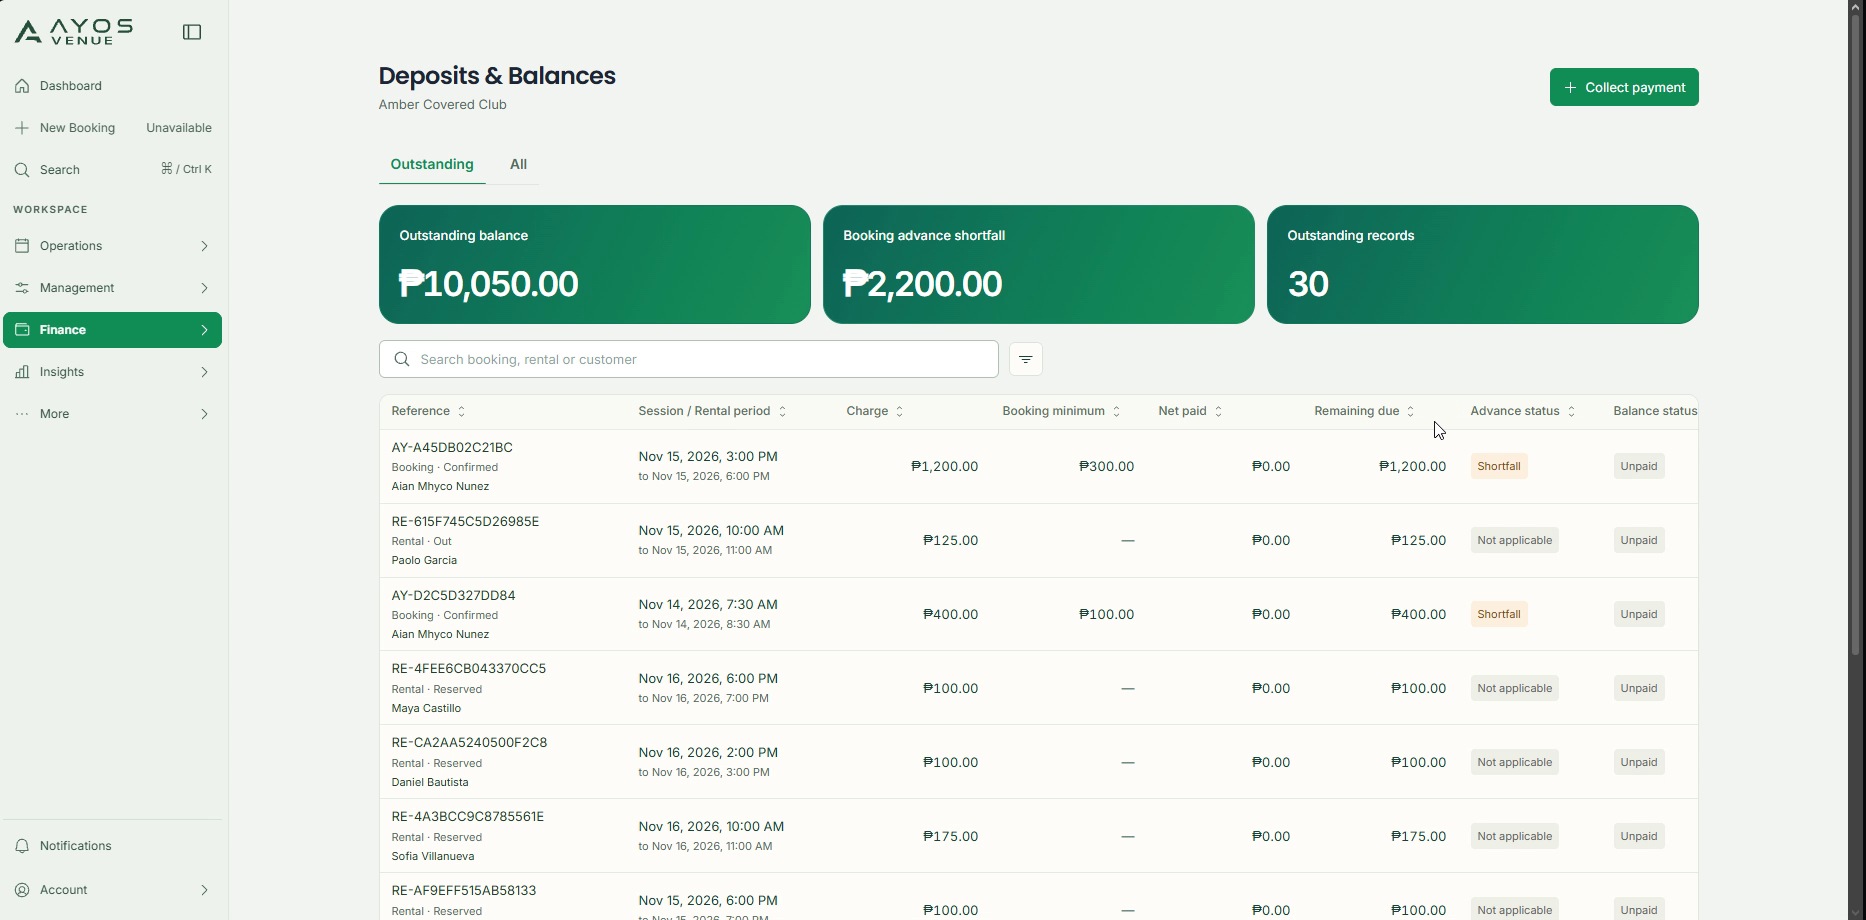 AYOS
VENUE
Dashboard
New Booking Unavailable
Search ⌘ / Ctrl K
WORKSPACE
Operations
Management
Finance
Insights
More
Notifications
Account
Deposits & Balances
Amber Covered Club
Collect payment
Outstanding All
Outstanding balance
₱10,050.00
Booking advance shortfall
₱2,200.00
Outstanding records
30
Search booking, rental or customer
Reference Session / Rental period Charge Booking minimum Net paid Remaining due Advance status Balance status
AY-A45DB02C21BC
Booking · Confirmed
Aian Mhyco Nunez
Nov 15, 2026, 3:00 PM
to Nov 15, 2026, 6:00 PM
₱1,200.00 ₱300.00 ₱0.00 ₱1,200.00 Shortfall Unpaid
RE-615F745C5D26985E
Rental · Out
Paolo Garcia
Nov 15, 2026, 10:00 AM
to Nov 15, 2026, 11:00 AM
₱125.00 — ₱0.00 ₱125.00 Not applicable Unpaid
AY-D2C5D327DD84
Booking · Confirmed
Aian Mhyco Nunez
Nov 14, 2026, 7:30 AM
to Nov 14, 2026, 8:30 AM
₱400.00 ₱100.00 ₱0.00 ₱400.00 Shortfall Unpaid
RE-4FEE6CB043370CC5
Rental · Reserved
Maya Castillo
Nov 16, 2026, 6:00 PM
to Nov 16, 2026, 7:00 PM
₱100.00 — ₱0.00 ₱100.00 Not applicable Unpaid
RE-CA2AA5240500F2C8
Rental · Reserved
Daniel Bautista
Nov 16, 2026, 2:00 PM
to Nov 16, 2026, 3:00 PM
₱100.00 — ₱0.00 ₱100.00 Not applicable Unpaid
RE-4A3BCC9C8785561E
Rental · Reserved
Sofia Villanueva
Nov 16, 2026, 10:00 AM
to Nov 16, 2026, 11:00 AM
₱175.00 — ₱0.00 ₱175.00 Not applicable Unpaid
RE-AF9EFF515AB58133
Rental · Reserved
Nov 15, 2026, 6:00 PM
to Nov 15, 2026, 7:00 PM
₱100.00 — ₱0.00 ₱100.00 Not applicable Unpaid